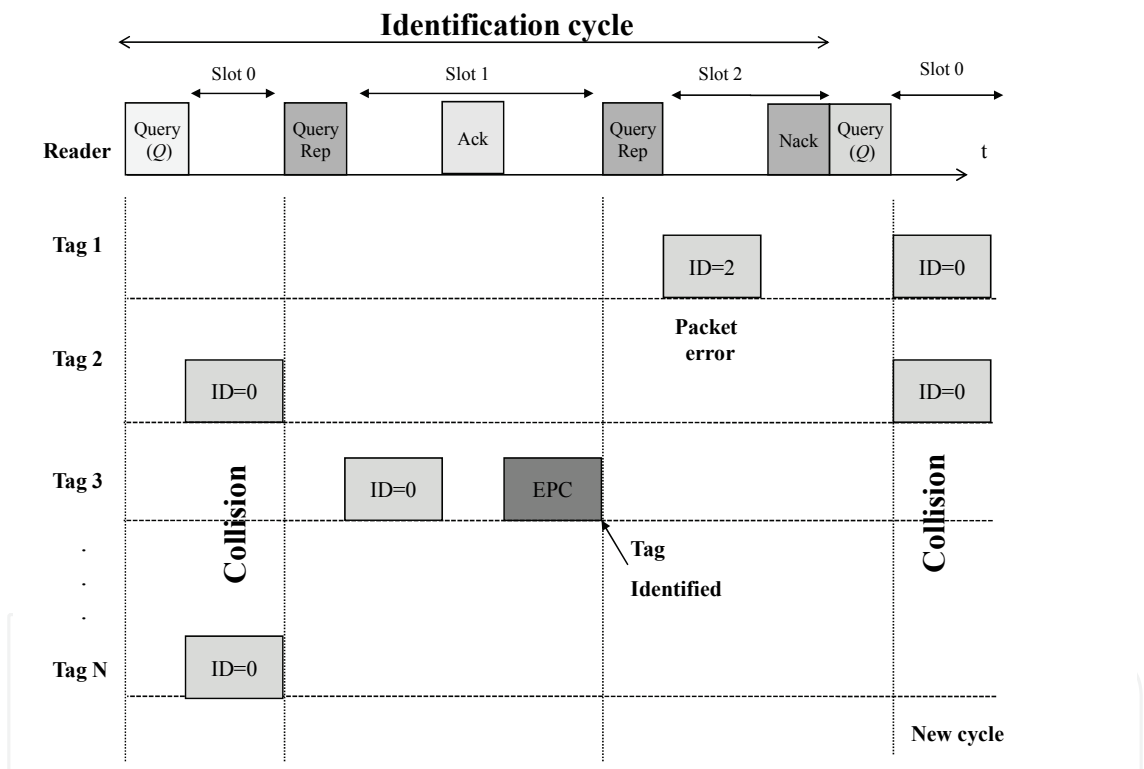 Identification cycle
Slot 0
Slot 1
Slot 2
Slot 0
Reader
Query
(Q)
Query
Rep
Ack
Query
Rep
Nack
Query
(Q)
t
Tag 1
ID=2
ID=0
Packet
error
Tag 2
ID=0
ID=0
Tag 3
ID=0
EPC
Collision
Collision
Tag
Identified
.
.
.
Tag N
ID=0
New cycle